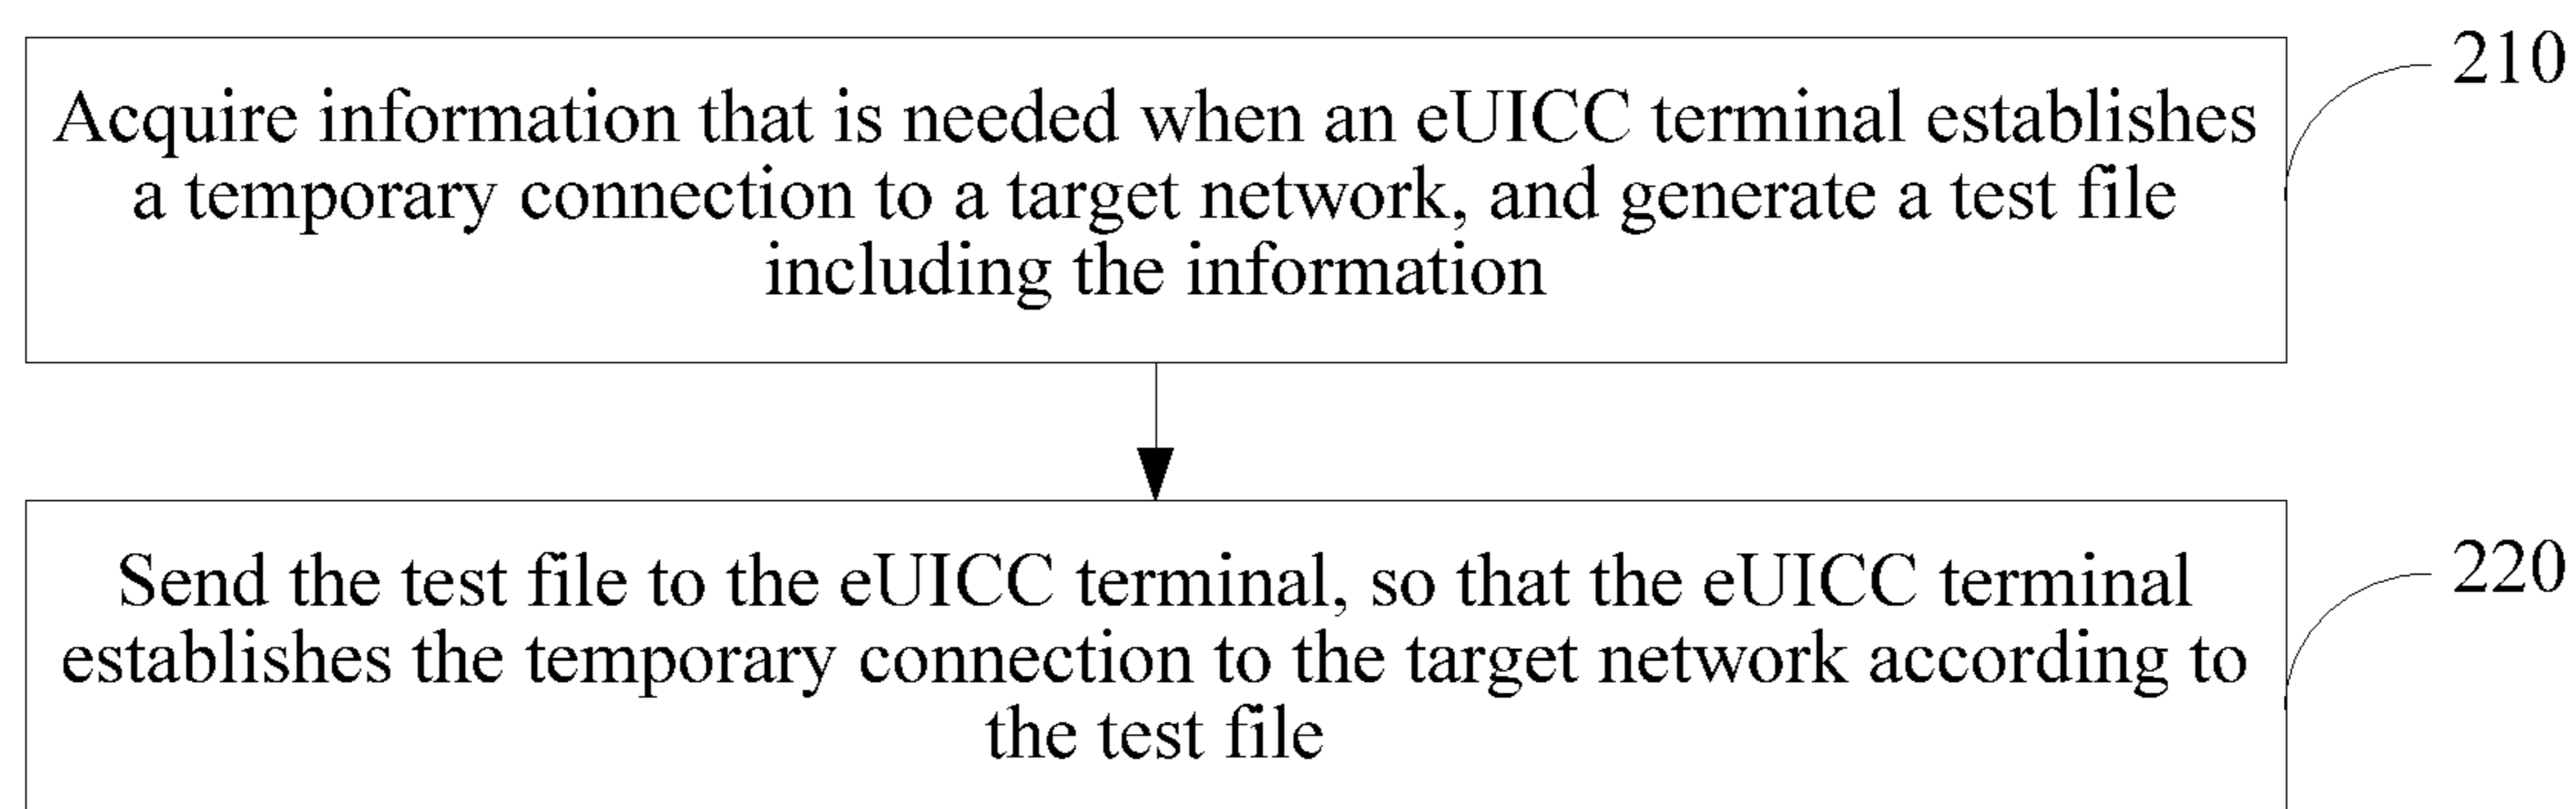 Acquire information that is needed when an eUICC terminal establishes
a temporary connection to a target network, and generate a test file
including the information
210
Send the test file to the eUICC terminal, so that the eUICC terminal
establishes the temporary connection to the target network according to
the test file
220